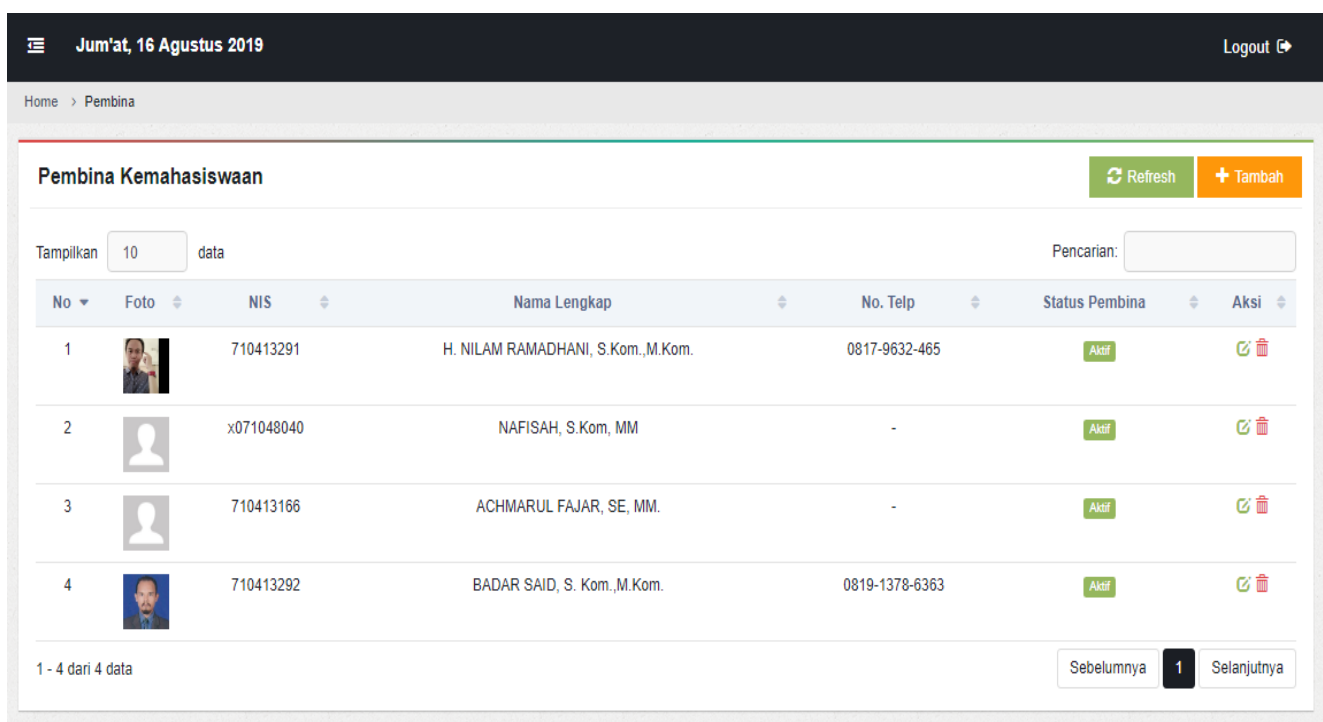 Jum'at, 16 Agustus 2019 Logout
Home > Pembina
Pembina Kemahasiswaan Refresh + Tambah
Tampilkan 10 data Pencarian:
No Foto NIS Nama Lengkap No. Telp Status Pembina Aksi
1 710413291 H. NILAM RAMADHANI, S.Kom.,M.Kom. 0817-9632-465 Aktif
2 x071048040 NAFISAH, S.Kom, MM - Aktif
3 710413166 ACHMARUL FAJAR, SE, MM. - Aktif
4 710413292 BADAR SAID, S. Kom.,M.Kom. 0819-1378-6363 Aktif
1 - 4 dari 4 data Sebelumnya 1 Selanjutnya